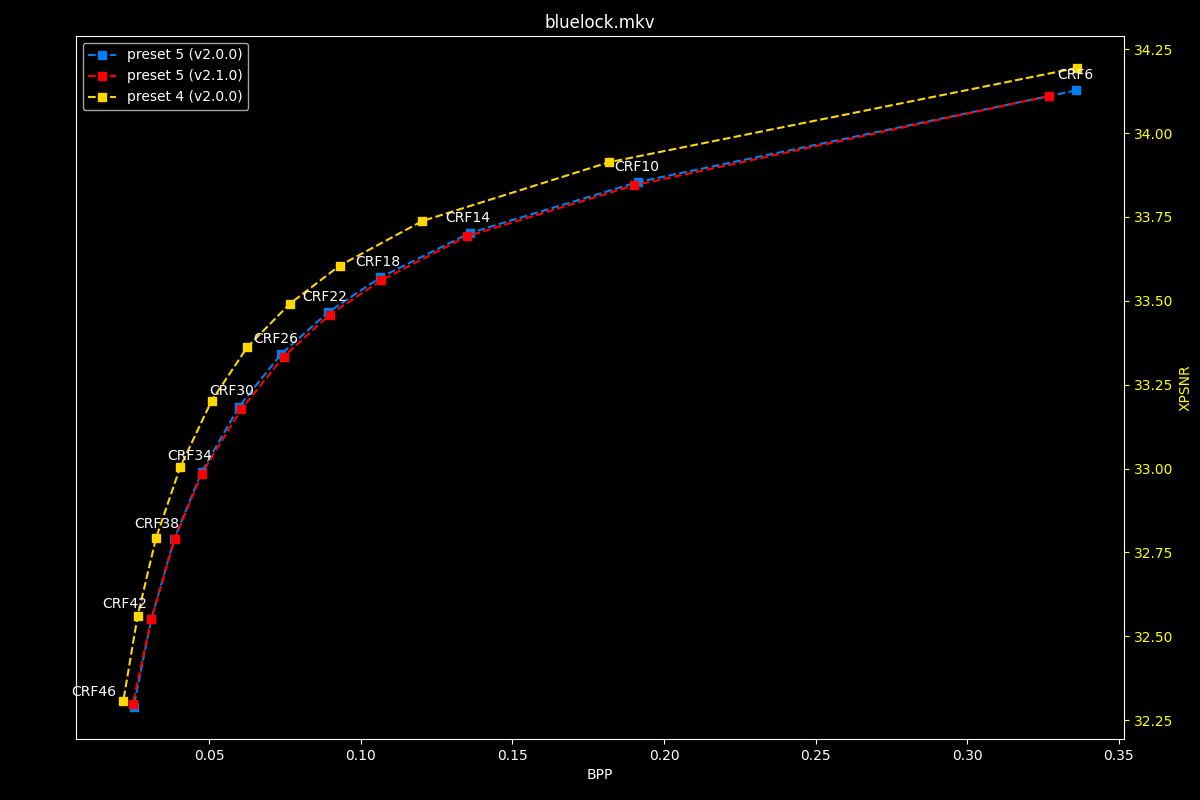 bluelock.mkv
preset 5 (v2.0.0)
preset 5 (v2.1.0)
preset 4 (v2.0.0)
34.25
CRF6
34.00
CRF10
33.75
CRF14
CRF18
33.50
CRF22
CRF26
33.25
CRF30
XPSNR
CRF34
33.00
CRF38
32.75
CRF42
32.50
CRF46
32.25
0.05 0.10 0.15 0.20 0.25 0.30 0.35
BPP